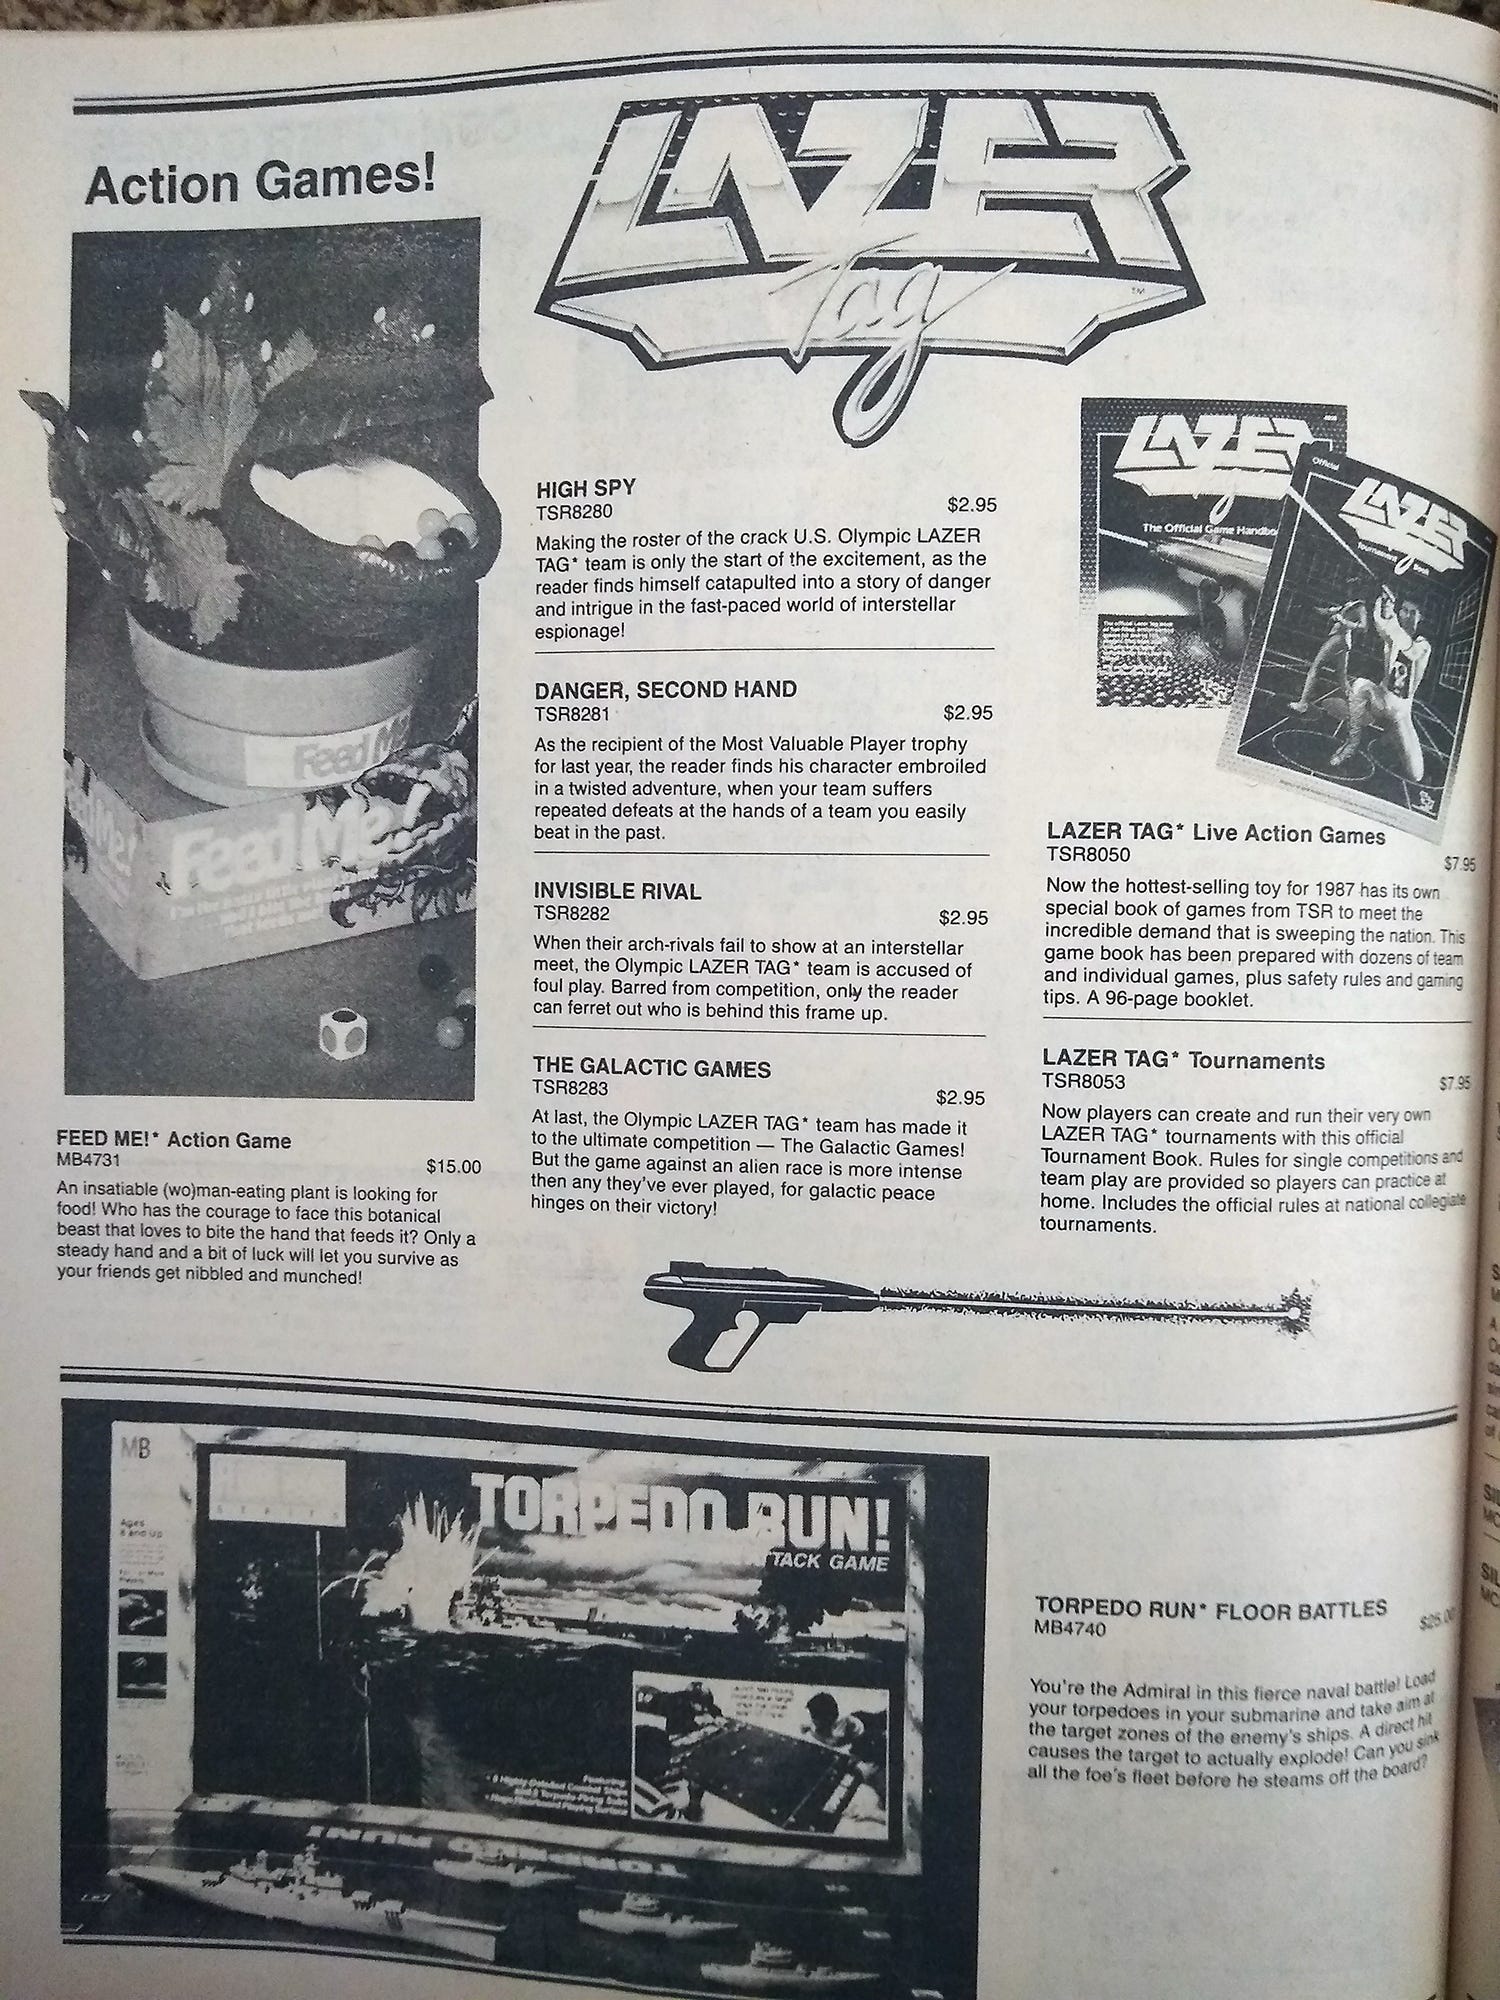 Action Games!
LAZER
Tag
TM
Feed Me!
Feed Me!
FEED ME!* Action Game
MB4731
$15.00
An insatiable (wo)man-eating plant is looking for
food! Who has the courage to face this botanical
beast that loves to bite the hand that feeds it? Only a
steady hand and a bit of luck will let you survive as
your friends get nibbled and munched!
HIGH SPY
TSR8280
$2.95
Making the roster of the crack U.S. Olympic LAZER
TAG* team is only the start of the excitement, as the
reader finds himself catapulted into a story of danger
and intrigue in the fast-paced world of interstellar
espionage!
DANGER, SECOND HAND
TSR8281
$2.95
As the recipient of the Most Valuable Player trophy
for last year, the reader finds his character embroiled
in a twisted adventure, when your team suffers
repeated defeats at the hands of a team you easily
beat in the past.
INVISIBLE RIVAL
TSR8282
$2.95
When their arch-rivals fail to show at an interstellar
meet, the Olympic LAZER TAG* team is accused of
foul play. Barred from competition, only the reader
can ferret out who is behind this frame up.
THE GALACTIC GAMES
TSR8283
$2.95
At last, the Olympic LAZER TAG* team has made it
to the ultimate competition — The Galactic Games!
But the game against an alien race is more intense
then any they've ever played, for galactic peace
hinges on their victory!
LAZER
The Official Game Handbo
Official
LAZER
Tag
Tournament Book
LAZER TAG* Live Action Games
TSR8050
$7.95
Now the hottest-selling toy for 1987 has its own
special book of games from TSR to meet the
incredible demand that is sweeping the nation. This
game book has been prepared with dozens of team
and individual games, plus safety rules and gaming
tips. A 96-page booklet.
LAZER TAG* Tournaments
TSR8053
$7.95
Now players can create and run their very own
LAZER TAG* tournaments with this official
Tournament Book. Rules for single competitions and
team play are provided so players can practice at
home. Includes the official rules at national collegiate
tournaments.
MB
Ages
8 and Up
TORPEDO RUN!
TACK GAME
Featuring:
TORPEDO RUN!
TORPEDO RUN* FLOOR BATTLES
MB4740
$25.00
You're the Admiral in this fierce naval battle! Load
your torpedoes in your submarine and take aim at
the target zones of the enemy's ships. A direct hit
causes the target to actually explode! Can you sink
all the foe's fleet before he steams off the board?